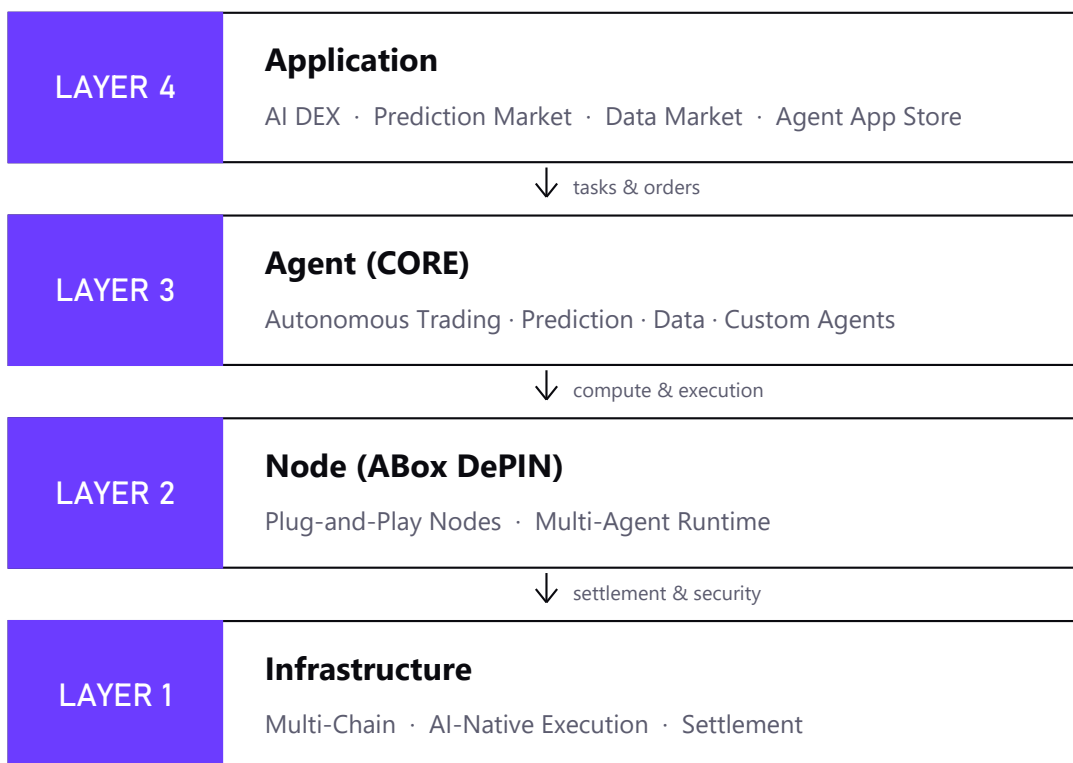 LAYER 4
Application
AI DEX · Prediction Market · Data Market · Agent App Store
tasks & orders
LAYER 3
Agent (CORE)
Autonomous Trading · Prediction · Data · Custom Agents
compute & execution
LAYER 2
Node (ABox DePIN)
Plug-and-Play Nodes · Multi-Agent Runtime
settlement & security
LAYER 1
Infrastructure
Multi-Chain · AI-Native Execution · Settlement